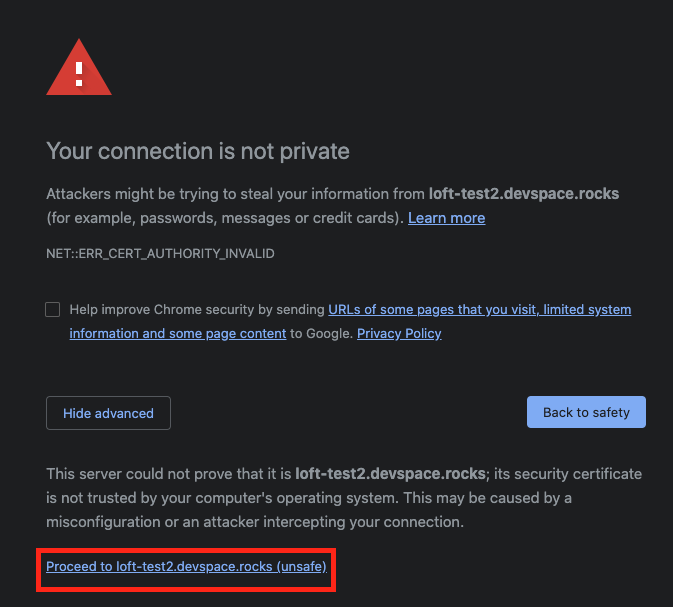 Your connection is not private
Attackers might be trying to steal your information from loft-test2.devspace.rocks
(for example, passwords, messages or credit cards). Learn more
NET::ERR_CERT_AUTHORITY_INVALID
Help improve Chrome security by sending URLs of some pages that you visit, limited system
information and some page content to Google. Privacy Policy
Hide advanced
Back to safety
This server could not prove that it is loft-test2.devspace.rocks; its security certificate
is not trusted by your computer's operating system. This may be caused by a
misconfiguration or an attacker intercepting your connection.
Proceed to loft-test2.devspace.rocks (unsafe)